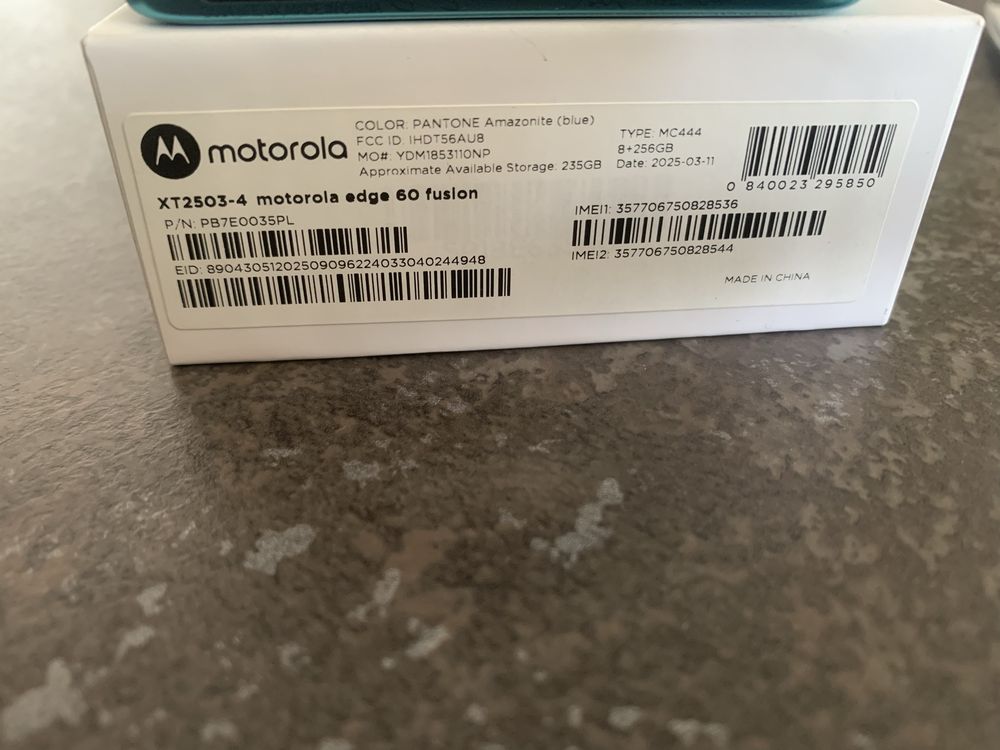 motorola
COLOR: PANTONE Amazonite (blue)
FCC ID. IHDT56AU8
MO#: YDM1853110NP
Approximate Available Storage: 235GB
TYPE: MC444
8+256GB
Date: 2025-03-11
0 840023 295850
XT2503-4 motorola edge 60 fusion
P/N: PB7E0035PL
EID: 89043051202509096224033040244948
IMEI1: 357706750828536
IMEI2: 357706750828544
MADE IN CHINA